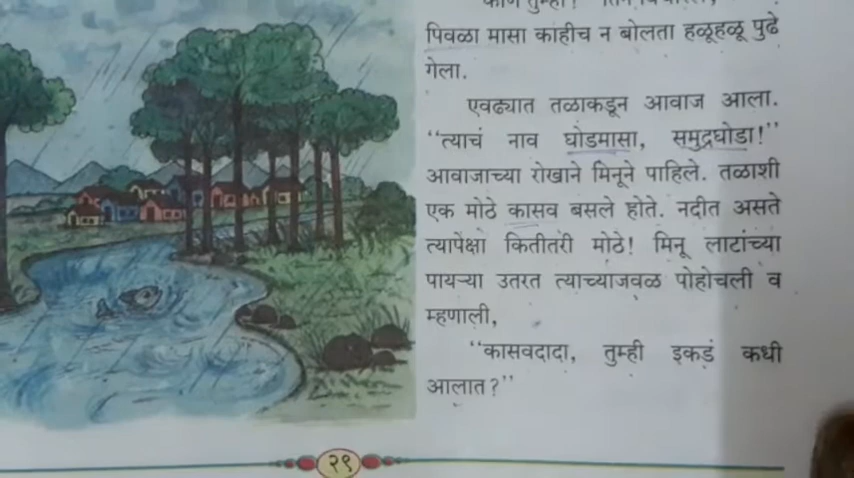 पिवळा मासा काहीच न बोलता हळूहळू पुढे
गेला.
एवढ्यात तळाकडून आवाज आला.
“त्याचं नाव घोडमासा, समुद्रघोडा!”
आवाजाच्या रोखाने मिनूने पाहिले. तळाशी
एक मोठे कासव बसले होते. नदीत असते
त्यापेक्षा कितीतरी मोठे! मिनू लाटांच्या
पायऱ्या उतरत त्याच्याजवळ पोहोचली व
म्हणाली,
“कासवदादा, तुम्ही इकडं कधी
आलात?”
२९